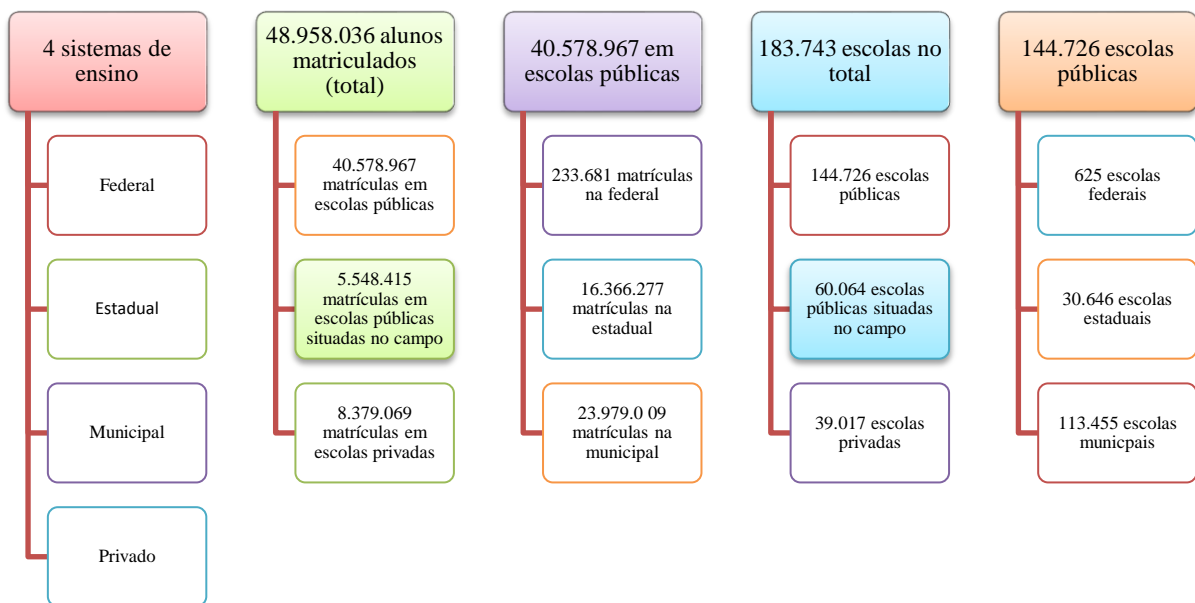 4 sistemas de
ensino
Federal
Estadual
Municipal
Privado
48.958.036 alunos
matriculados
(total)
40.578.967
matrículas em
escolas públicas
5.548.415
matrículas em
escolas públicas
situadas no campo
8.379.069
matrículas em
escolas privadas
40.578.967 em
escolas públicas
233.681 matrículas
na federal
16.366.277
matrículas na
estadual
23.979.0 09
matrículas na
municipal
183.743 escolas no
total
144.726 escolas
públicas
60.064 escolas
públicas situadas
no campo
39.017 escolas
privadas
144.726 escolas
públicas
625 escolas
federais
30.646 escolas
estaduais
113.455 escolas
municpais